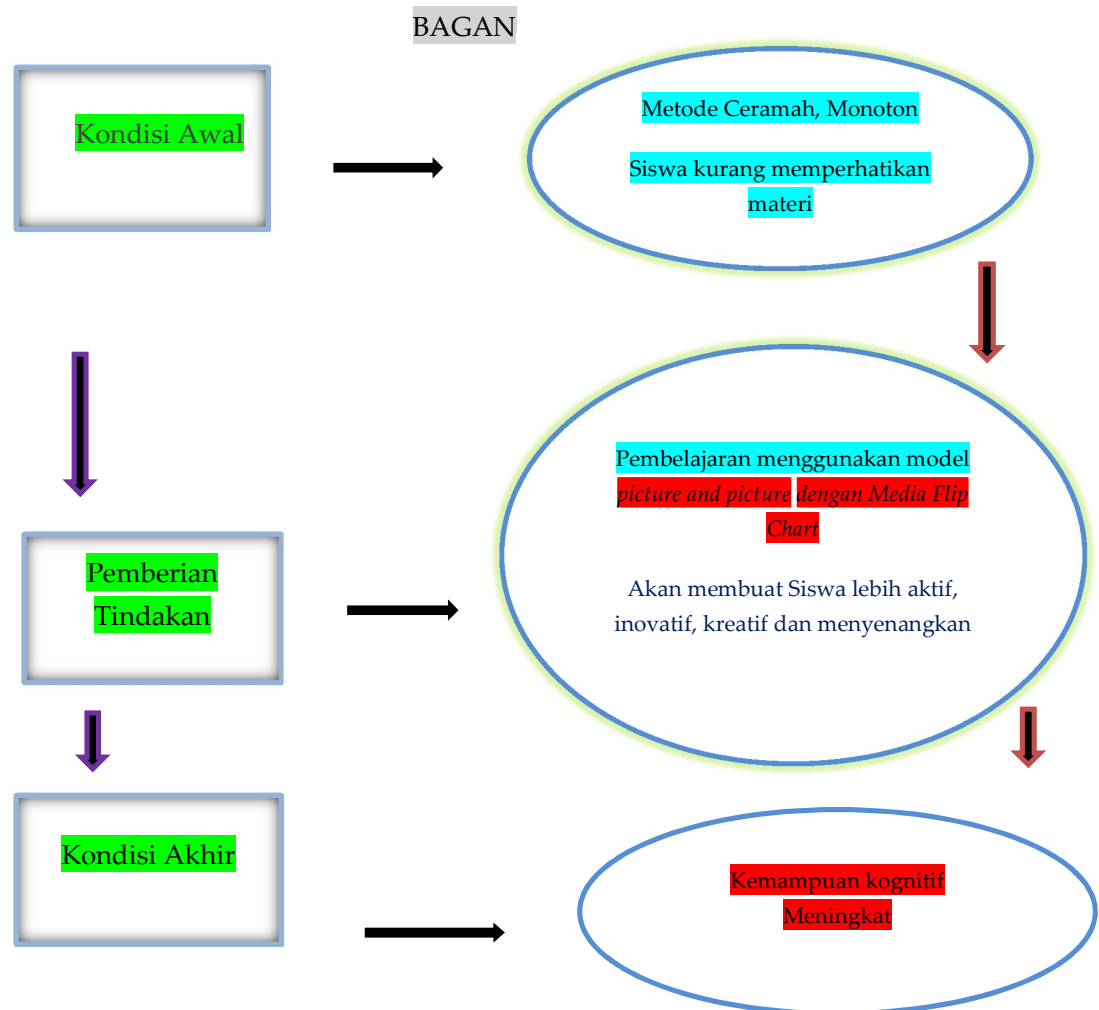 BAGAN
Kondisi Awal
Metode Ceramah, Monoton
Siswa kurang memperhatikan
materi
Pemberian
Tindakan
Pembelajaran menggunakan model
picture and picture dengan Media Flip
Chart
Akan membuat Siswa lebih aktif,
inovatif, kreatif dan menyenangkan
Kondisi Akhir
Kemampuan kognitif
Meningkat